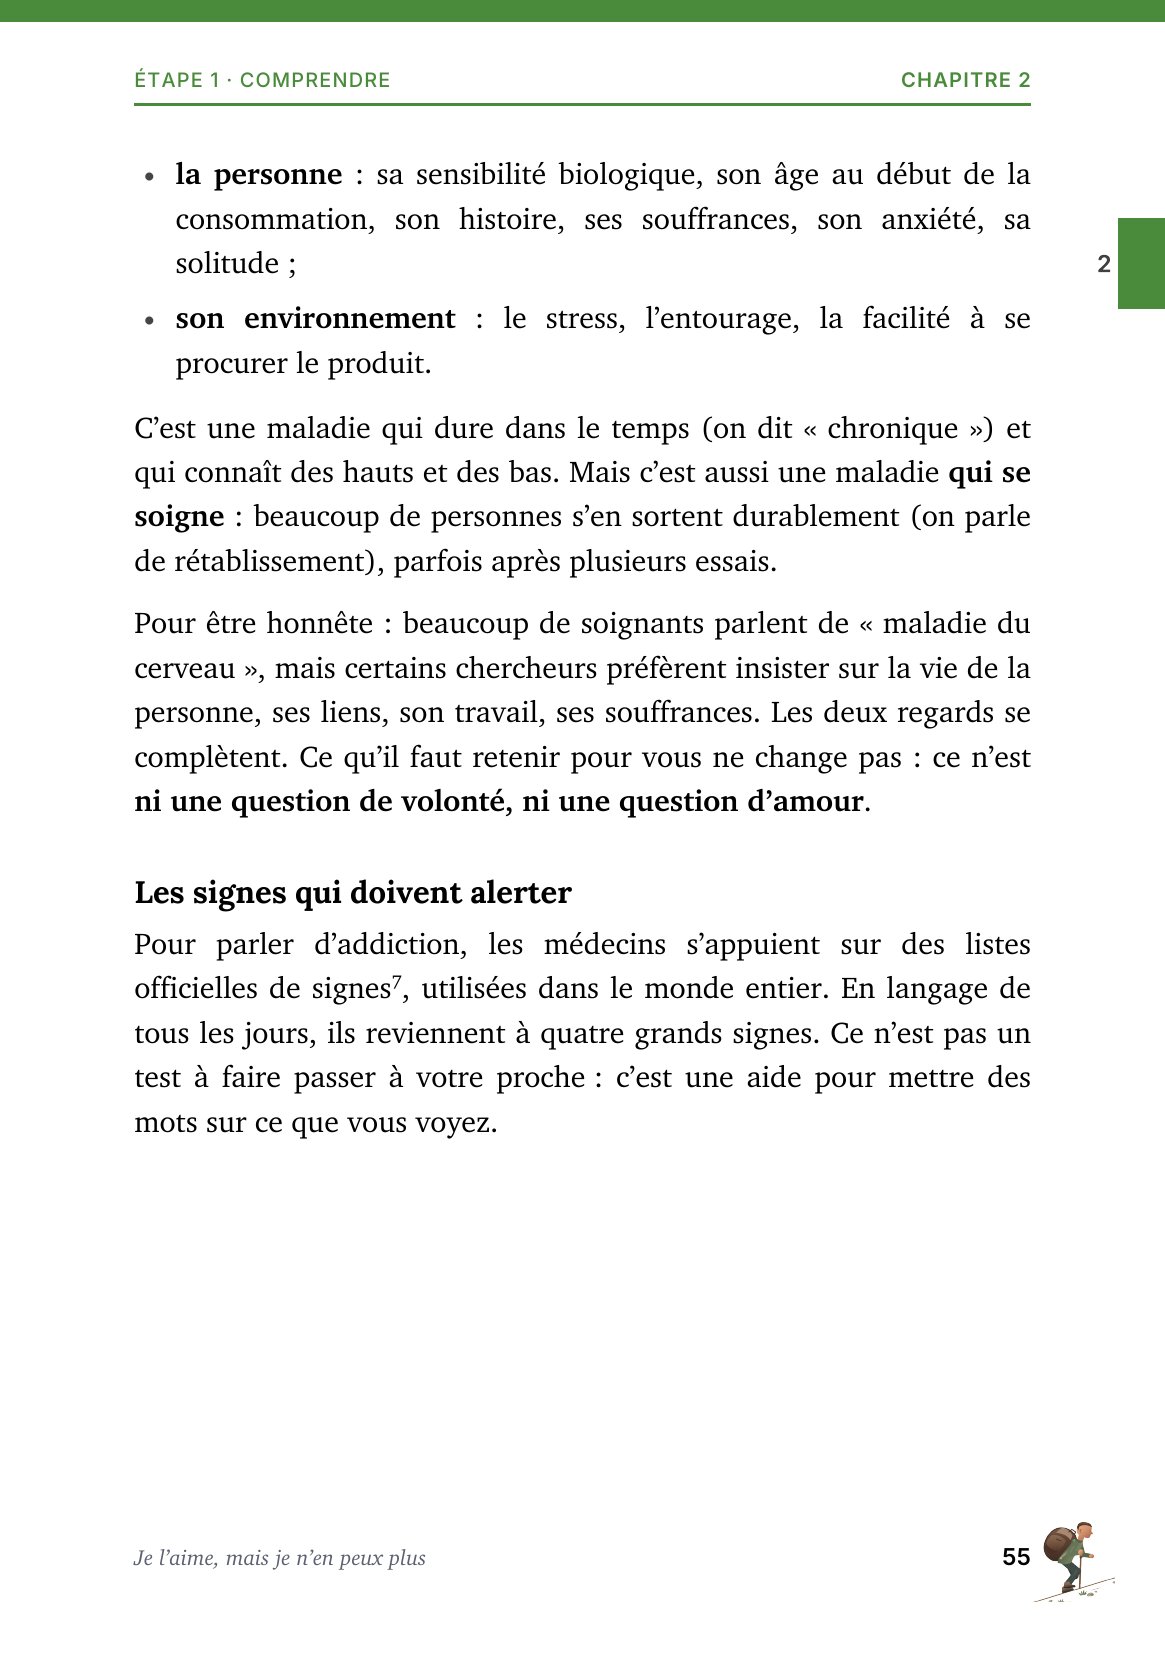 ÉTAPE 1 · COMPRENDRE
CHAPITRE 2
• la personne : sa sensibilité biologique, son âge au début de la
consommation, son histoire, ses souffrances, son anxiété, sa
solitude ;
2
• son environnement : le stress, l’entourage, la facilité à se
procurer le produit.
C’est une maladie qui dure dans le temps (on dit « chronique ») et
qui connaît des hauts et des bas. Mais c’est aussi une maladie qui se
soigne : beaucoup de personnes s’en sortent durablement (on parle
de rétablissement), parfois après plusieurs essais.
Pour être honnête : beaucoup de soignants parlent de « maladie du
cerveau », mais certains chercheurs préfèrent insister sur la vie de la
personne, ses liens, son travail, ses souffrances. Les deux regards se
complètent. Ce qu’il faut retenir pour vous ne change pas : ce n’est
ni une question de volonté, ni une question d’amour.
Les signes qui doivent alerter
Pour parler d’addiction, les médecins s’appuient sur des listes
officielles de signes⁷, utilisées dans le monde entier. En langage de
tous les jours, ils reviennent à quatre grands signes. Ce n’est pas un
test à faire passer à votre proche : c’est une aide pour mettre des
mots sur ce que vous voyez.
Je l’aime, mais je n’en peux plus
55